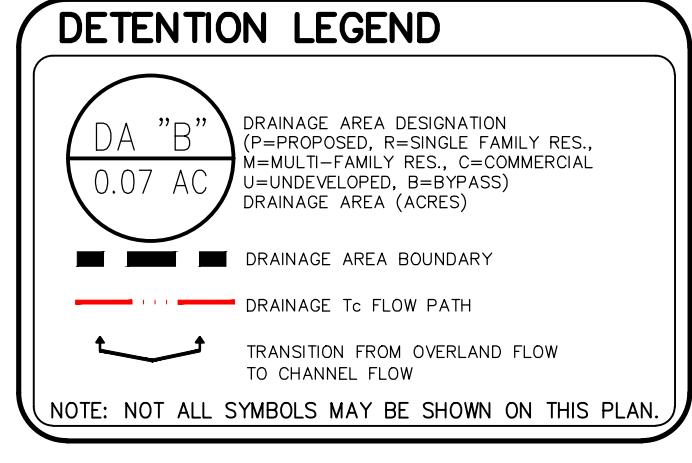 DETENTION LEGEND
DA "B"
0.07 AC
DRAINAGE AREA DESIGNATION
(P=PROPOSED, R=SINGLE FAMILY RES.,
M=MULTI-FAMILY RES., C=COMMERCIAL
U=UNDEVELOPED, B=BYPASS)
DRAINAGE AREA (ACRES)
DRAINAGE AREA BOUNDARY
DRAINAGE Tc FLOW PATH
TRANSITION FROM OVERLAND FLOW
TO CHANNEL FLOW
NOTE: NOT ALL SYMBOLS MAY BE SHOWN ON THIS PLAN.